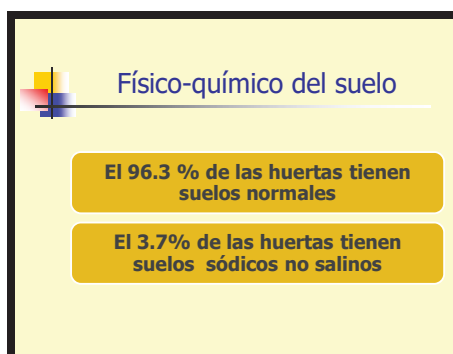 Físico-químico del suelo
El 96.3 % de las huertas tienen
suelos normales
El 3.7% de las huertas tienen
suelos sódicos no salinos